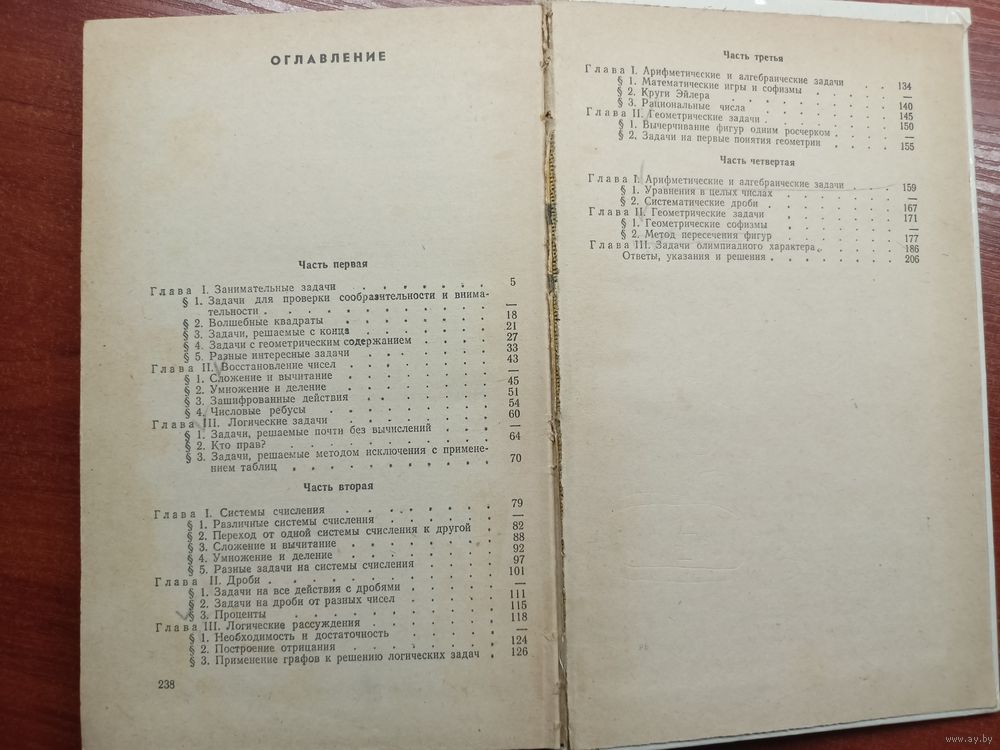 ОГЛАВЛЕНИЕ
Часть первая
Глава I. Занимательные задачи . . . . . . . 5
§ 1. Задачи для проверки сообразительности и внима-
тельности . . . . . . . . . . —
§ 2. Волшебные квадраты . . . . . . . 18
§ 3. Задачи, решаемые с конца . . . . . . 21
§ 4. Задачи с геометрическим содержанием . . . . 27
§ 5. Разные интересные задачи . . . . . . 33
Глава II. Восстановление чисел . . . . . . 43
§ 1. Сложение и вычитание . . . . . . —
§ 2. Умножение и деление . . . . . . 45
§ 3. Зашифрованные действия . . . . . . 51
§ 4. Числовые ребусы . . . . . . . 54
Глава III. Логические задачи . . . . . . 60
§ 1. Задачи, решаемые почти без вычислений . . . —
§ 2. Кто прав? . . . . . . . . 64
§ 3. Задачи, решаемые методом исключения с примене-
нием таблиц . . . . . . . . . 70
Часть вторая
Глава I. Системы счисления . . . . . . . 79
§ 1. Различные системы счисления . . . . . —
§ 2. Переход от одной системы счисления к другой . 82
§ 3. Сложение и вычитание . . . . . . 88
§ 4. Умножение и деление . . . . . . 92
§ 5. Разные задачи на системы счисления . . . . 97
Глава II. Дроби . . . . . . . . . 101
§ 1. Задачи на все действия с дробями . . . . —
§ 2. Задачи на дроби от разных чисел . . . . 111
§ 3. Проценты . . . . . . . . 115
Глава III. Логические рассуждения . . . . . . 118
§ 1. Необходимость и достаточность . . . . —
§ 2. Построение отрицания . . . . . . 124
§ 3. Применение графов к решению логических задач . 126
238
Часть третья
Глава I. Арифметические и алгебраические задачи . . 134
§ 1. Математические игры и софизмы . . . . —
§ 2. Круги Эйлера . . . . . . . 140
§ 3. Рациональные числа . . . . . . 145
Глава II. Геометрические задачи . . . . . . 150
§ 1. Вычерчивание фигур одним росчерком . . . —
§ 2. Задачи на первые понятия геометрии . . . . 155
Часть четвертая
Глава I. Арифметические и алгебраические задачи . . 159
§ 1. Уравнения в целых числах . . . . . —
§ 2. Систематические дроби . . . . . . 167
Глава II. Геометрические задачи . . . . . . 171
§ 1. Геометрические софизмы . . . . . —
§ 2. Метод пересечения фигур . . . . . 177
Глава III. Задачи олимпиадного характера . . . . 186
Ответы, указания и решения . . . . . . . 206
www.ay.by